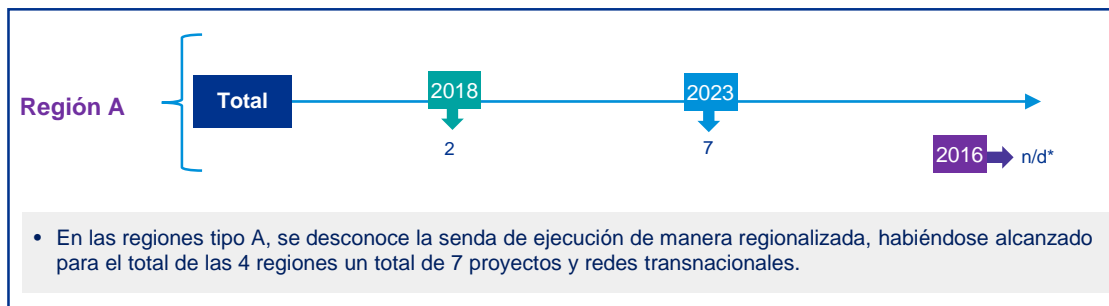 Región A
Total
2018
2023
2
7
2016
n/d*
• En las regiones tipo A, se desconoce la senda de ejecución de manera regionalizada, habiéndose alcanzado
para el total de las 4 regiones un total de 7 proyectos y redes transnacionales.